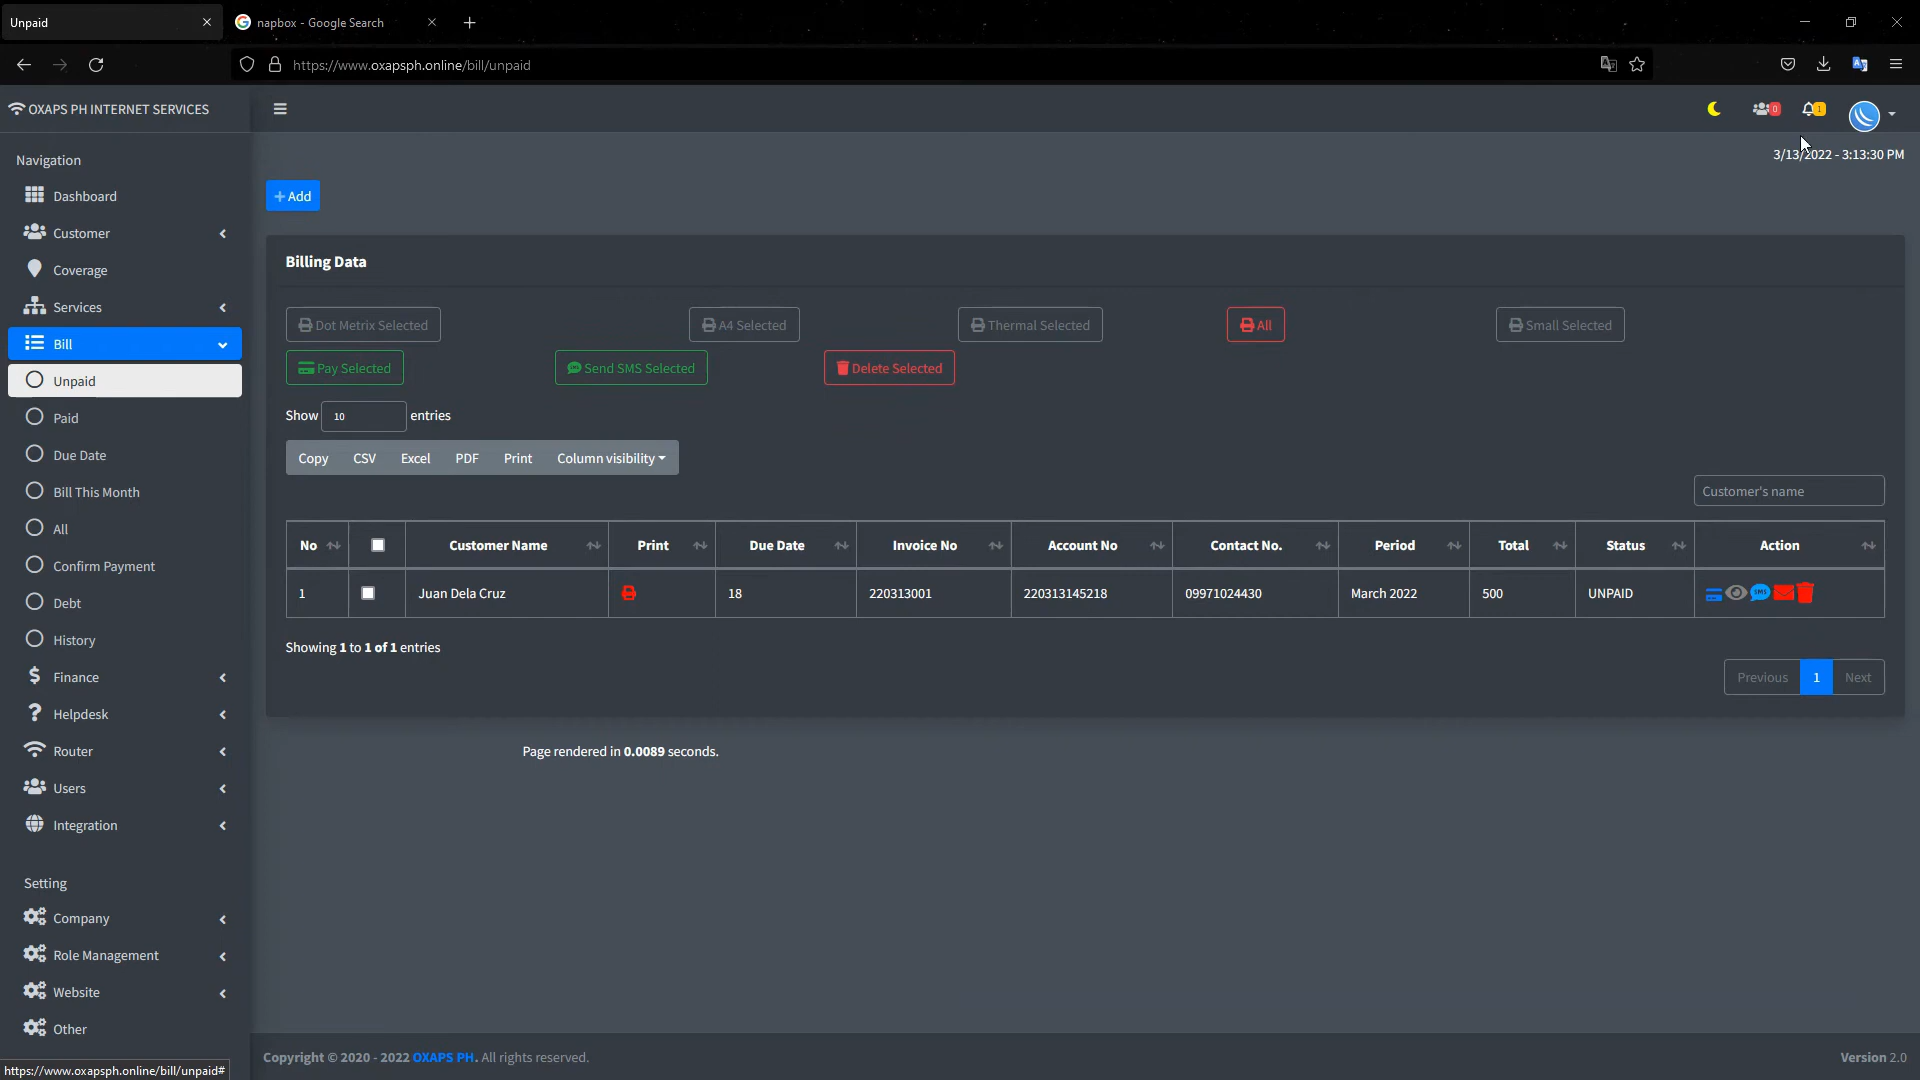 Unpaid
napbox - Google Search
https://www.oxapsph.online/bill/unpaid
OXAPS PH INTERNET SERVICES
0
1
3/13/2022 - 3:13:30 PM
Navigation
Dashboard
Customer
Coverage
Services
Bill
Unpaid
Paid
Due Date
Bill This Month
All
Confirm Payment
Debt
History
Finance
Helpdesk
Router
Users
Integration
Setting
Company
Role Management
Website
Other
https://www.oxapsph.online/bill/unpaid#
+ Add
Billing Data
Dot Metrix Selected A4 Selected Thermal Selected All Small Selected
Pay Selected Send SMS Selected Delete Selected
Show 10 entries
Copy CSV Excel PDF Print Column visibility
Customer's name
No Customer Name Print Due Date Invoice No Account No Contact No. Period Total Status Action
1 Juan Dela Cruz 18 220313001 220313145218 09971024430 March 2022 500 UNPAID SMS
Showing 1 to 1 of 1 entries
Previous 1 Next
Page rendered in 0.0089 seconds.
Copyright © 2020 - 2022 OXAPS PH. All rights reserved.
Version 2.0